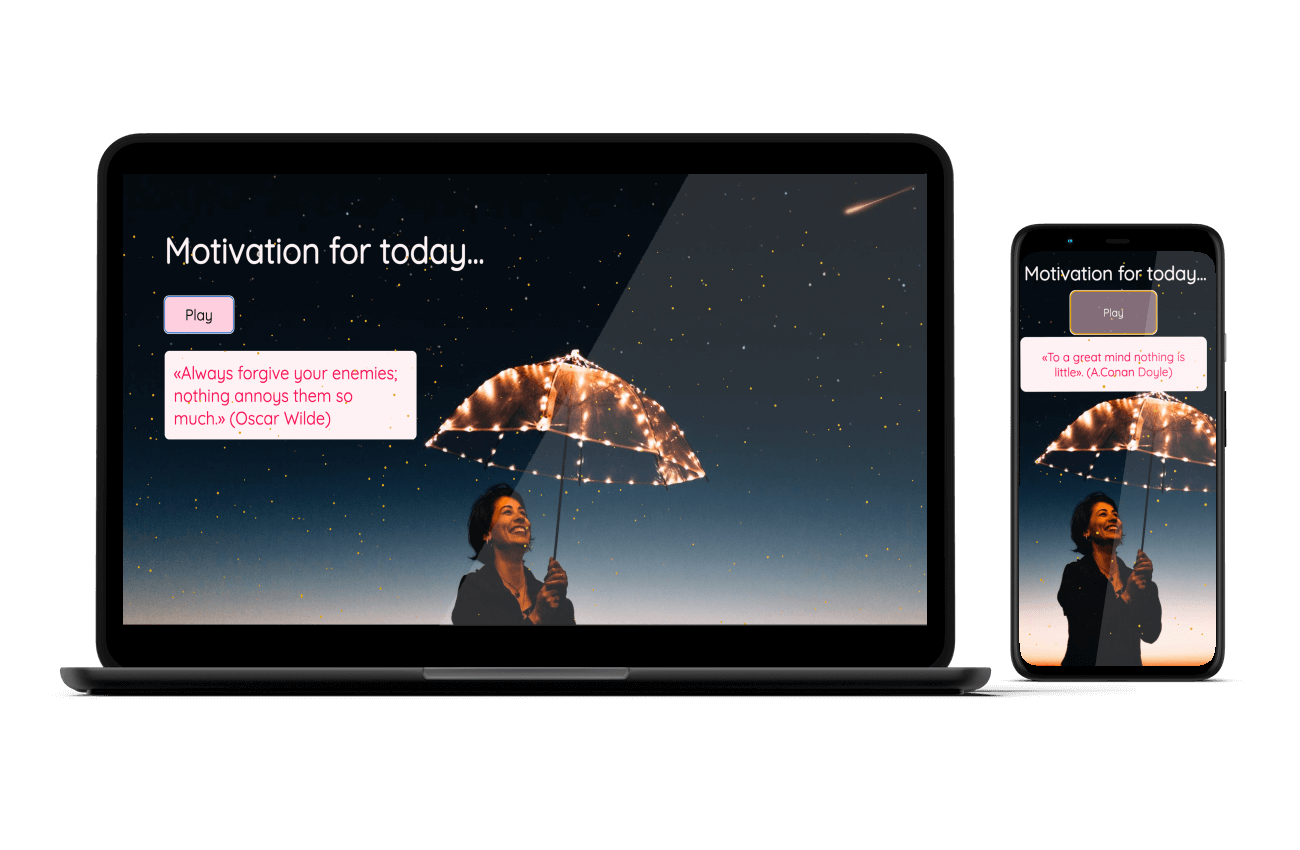 Motivation for today...
Play
«Always forgive your enemies;
nothing annoys them so
much.» (Oscar Wilde)
Motivation for today...
Play
«To a great mind nothing is
little». (A.Conan Doyle)